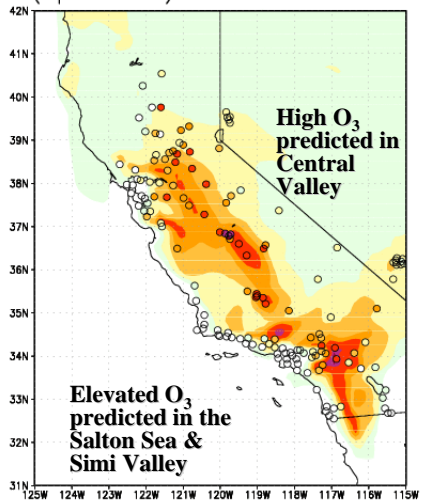 42N
41N
40N
39N
38N
37N
36N
35N
34N
33N
32N
31N
High O3
predicted in
Central
Valley
Elevated O3
predicted in the
Salton Sea &
Simi Valley
125W 124W 123W 122W 121W 120W 119W 118W 117W 116W 115W